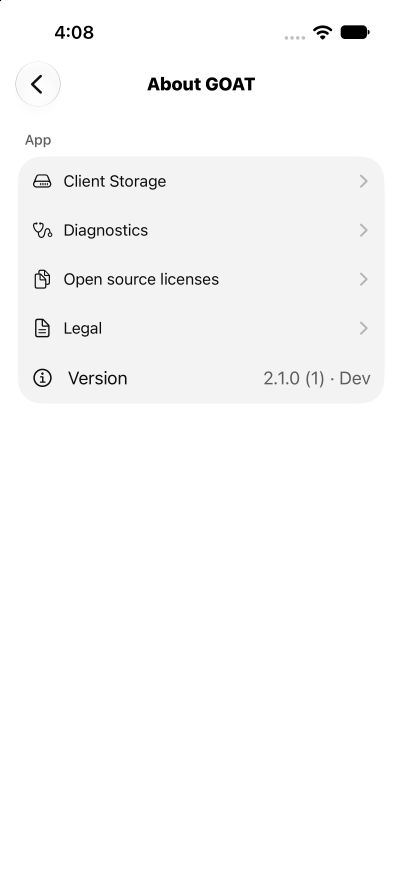 4:08
About GOAT
App
Client Storage
Diagnostics
Open source licenses
Legal
Version 2.1.0 (1) · Dev